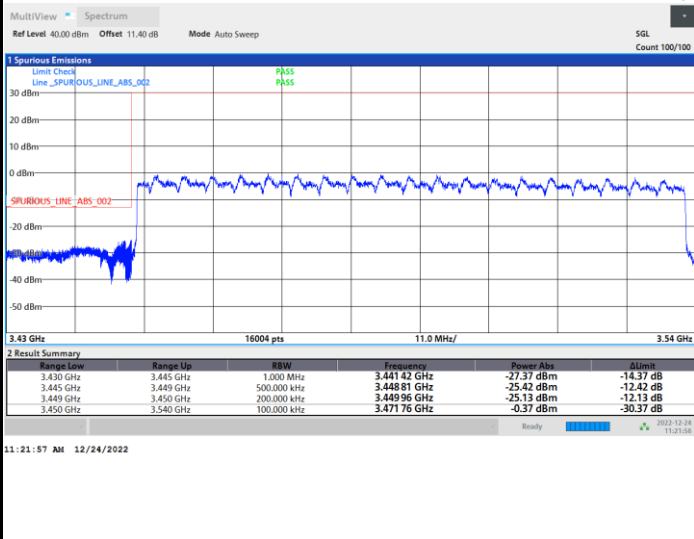 MultiView Spectrum
Ref Level 40.00 dBm Offset 11.40 dB Mode Auto Sweep SGL
Count 100/100
1 Spurious Emissions
Limit Check PASS
Line _SPURIOUS_LINE_ABS_002 PASS
30 dBm
20 dBm
10 dBm
0 dBm
_SPURIOUS_LINE_ABS_002
-20 dBm
-40 dBm
-50 dBm
3.43 GHz 16004 pts 11.0 MHz/ 3.54 GHz
2 Result Summary
Range Low Range Up RBW Frequency Power Abs ΔLimit
3.430 GHz 3.445 GHz 1.000 MHz 3.441 42 GHz -27.37 dBm -14.37 dB
3.445 GHz 3.449 GHz 500.000 kHz 3.448 81 GHz -25.42 dBm -12.42 dB
3.449 GHz 3.450 GHz 200.000 kHz 3.449 96 GHz -25.13 dBm -12.13 dB
3.450 GHz 3.540 GHz 100.000 kHz 3.471 76 GHz -0.37 dBm -30.37 dB
Ready 2022-12-28
11:21:58
11:21:57 AM 12/24/2022